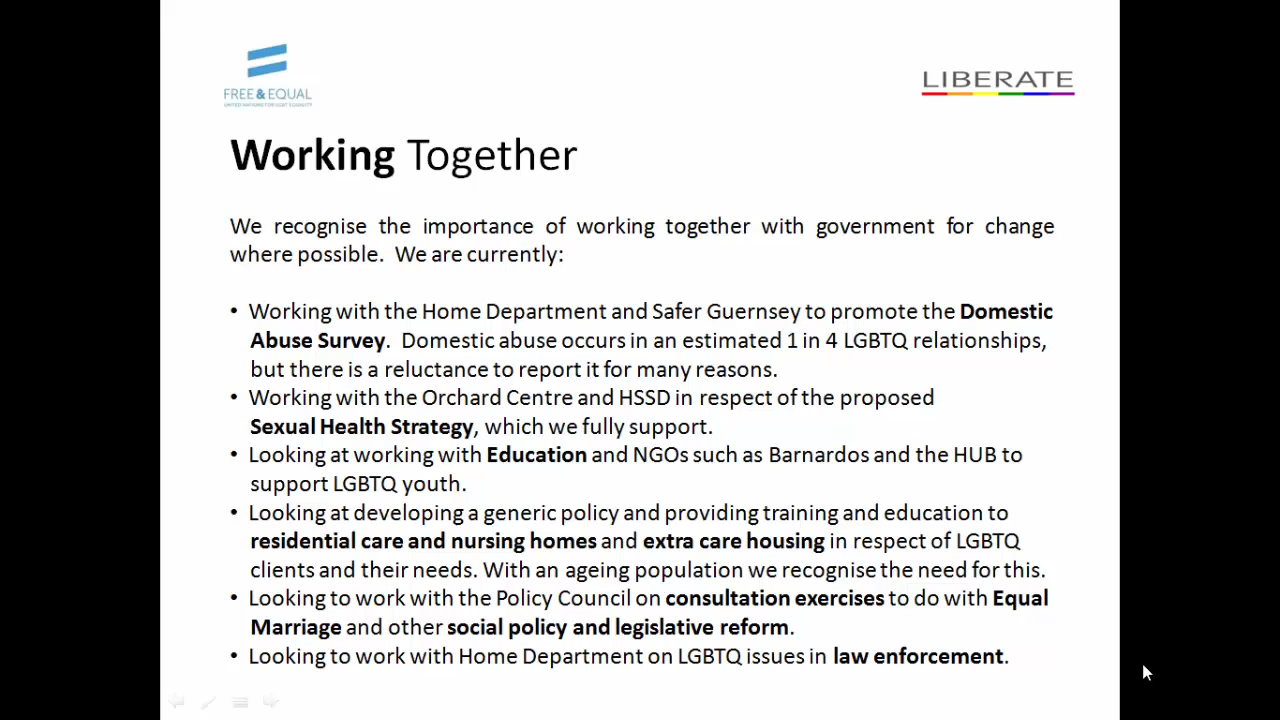 FREE & EQUAL
UNITED NATIONS FOR LGBT EQUALITY
LIBERATE
Working Together
We recognise the importance of working together with government for change
where possible. We are currently:
• Working with the Home Department and Safer Guernsey to promote the Domestic
Abuse Survey. Domestic abuse occurs in an estimated 1 in 4 LGBTQ relationships,
but there is a reluctance to report it for many reasons.
• Working with the Orchard Centre and HSSD in respect of the proposed
Sexual Health Strategy, which we fully support.
• Looking at working with Education and NGOs such as Barnardos and the HUB to
support LGBTQ youth.
• Looking at developing a generic policy and providing training and education to
residential care and nursing homes and extra care housing in respect of LGBTQ
clients and their needs. With an ageing population we recognise the need for this.
• Looking to work with the Policy Council on consultation exercises to do with Equal
Marriage and other social policy and legislative reform.
• Looking to work with Home Department on LGBTQ issues in law enforcement.